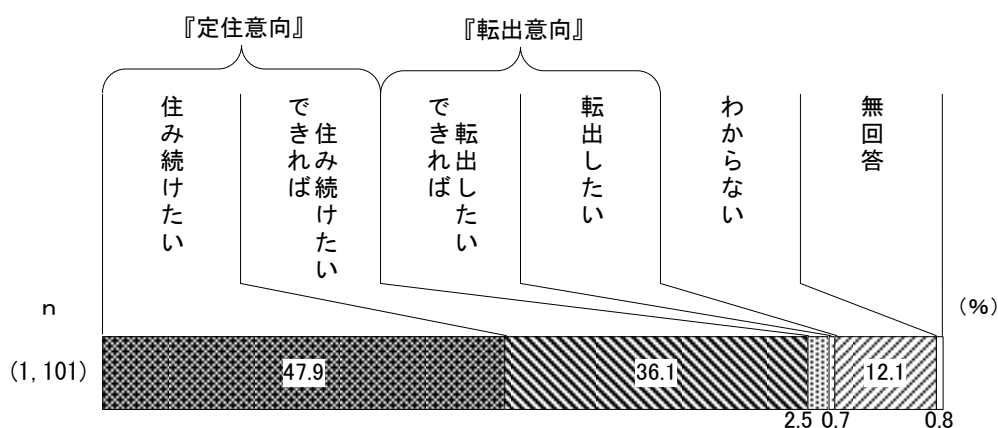 『定住意向』
『転出意向』
住み続けたい
できれば
住み続けたい
できれば
転出したい
転出したい
わからない
無回答
n
(%)
(1,101)
47.9
36.1
2.5
0.7
12.1
0.8